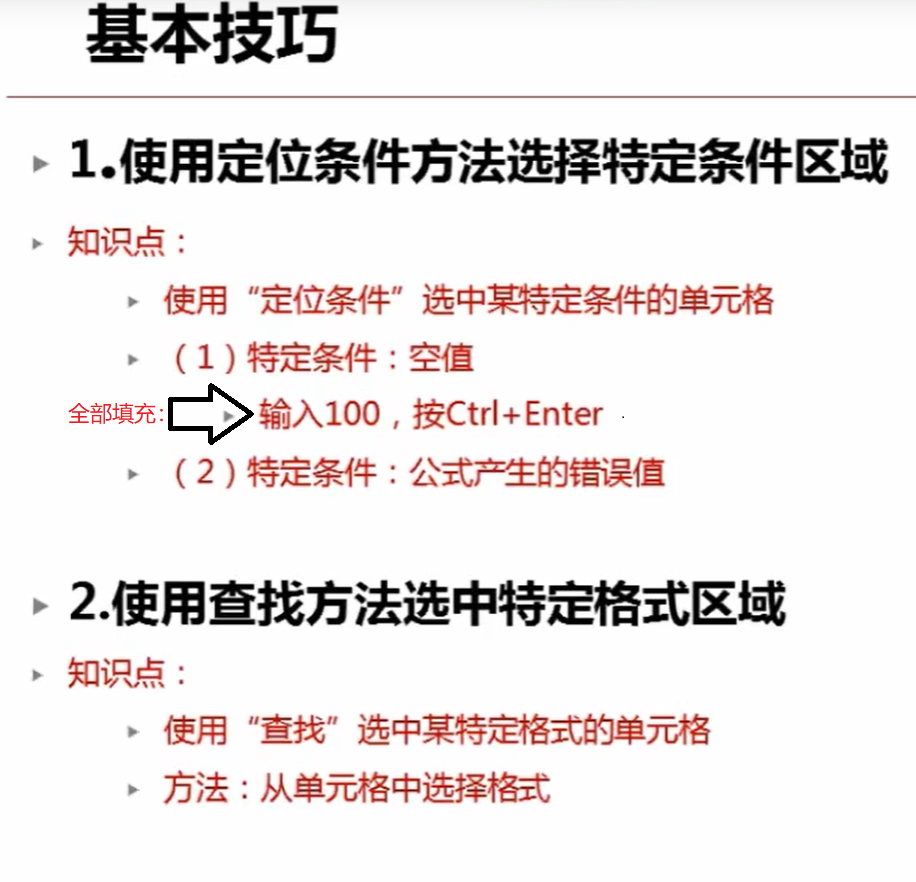 基本技巧
1.使用定位条件方法选择特定条件区域
知识点：
使用“定位条件”选中某特定条件的单元格
（1）特定条件：空值
全部填充： 输入100，按Ctrl+Enter
（2）特定条件：公式产生的错误值
2.使用查找方法选中特定格式区域
知识点：
使用“查找”选中某特定格式的单元格
方法：从单元格中选择格式